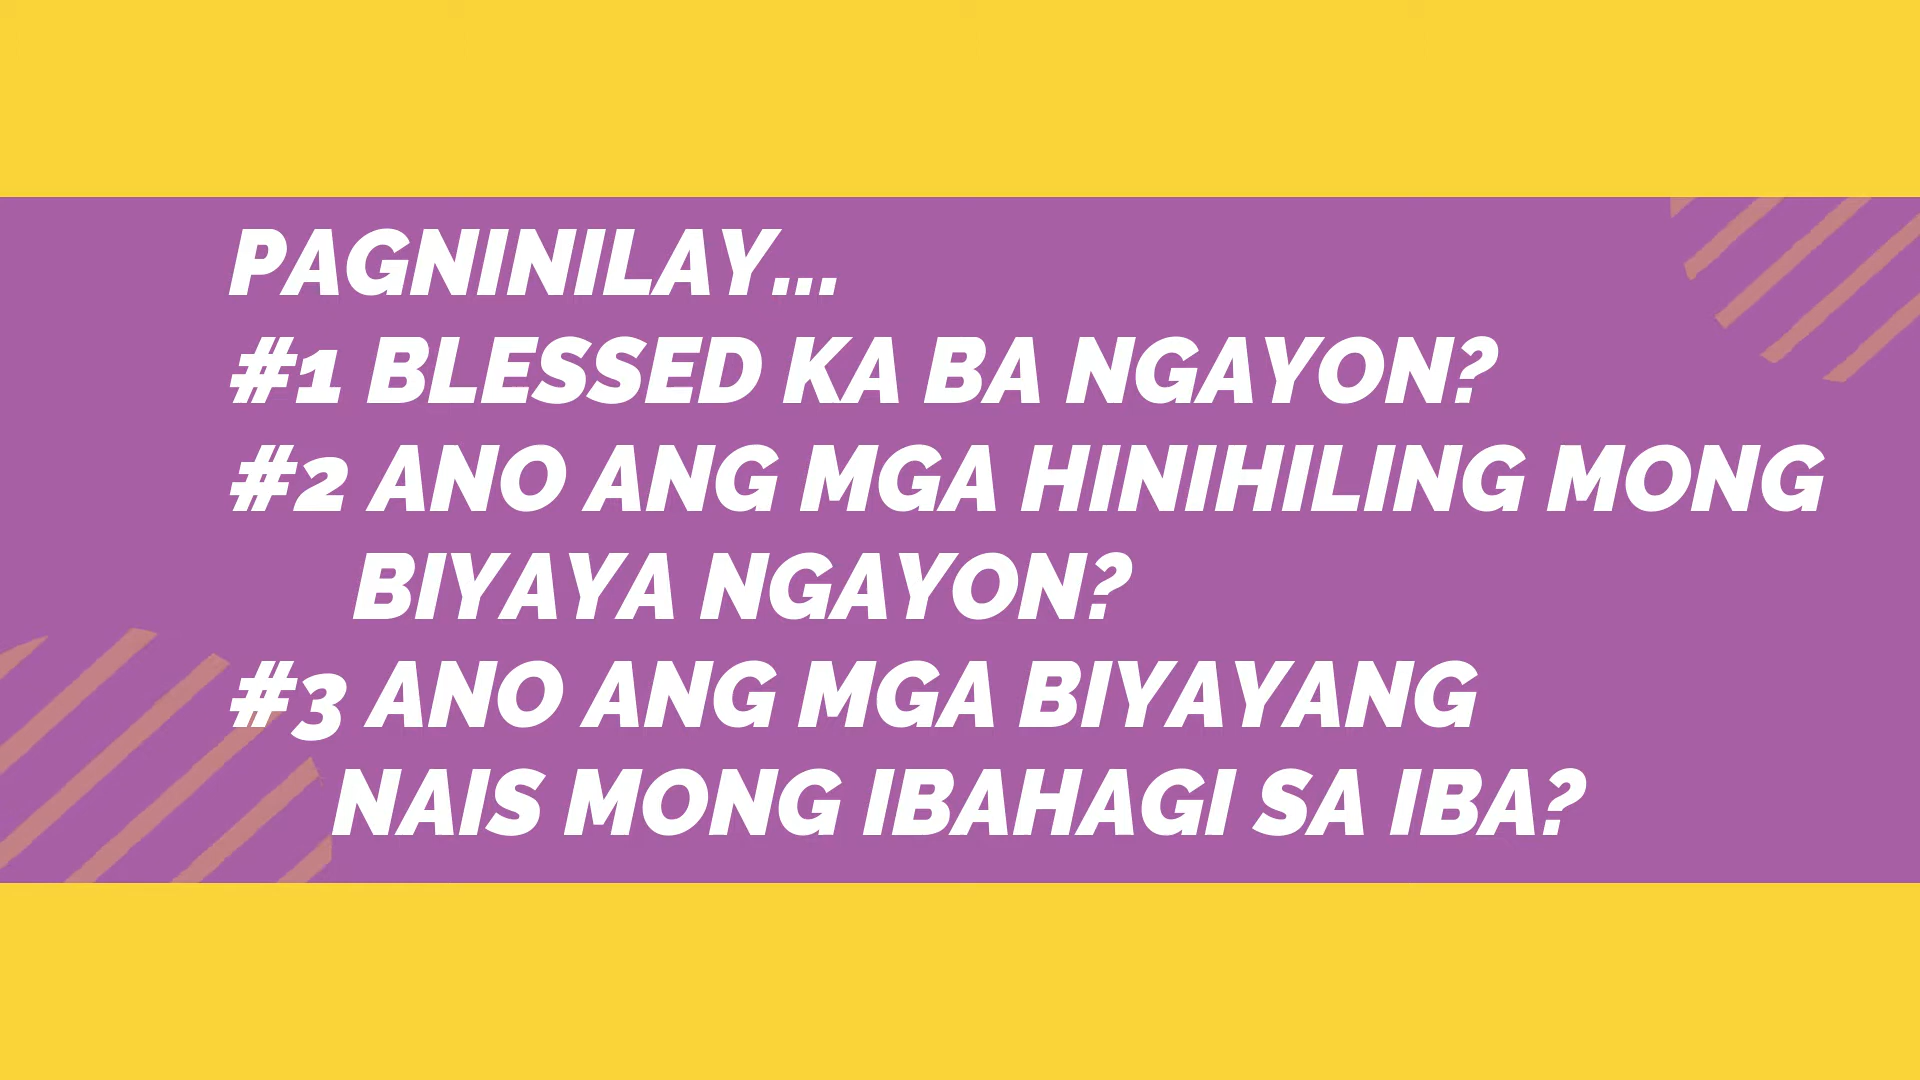 PAGNINILAY...
#1 BLESSED KA BA NGAYON?
#2 ANO ANG MGA HINIHILING MONG
BIYAYA NGAYON?
#3 ANO ANG MGA BIYAYANG
NAIS MONG IBAHAGI SA IBA?